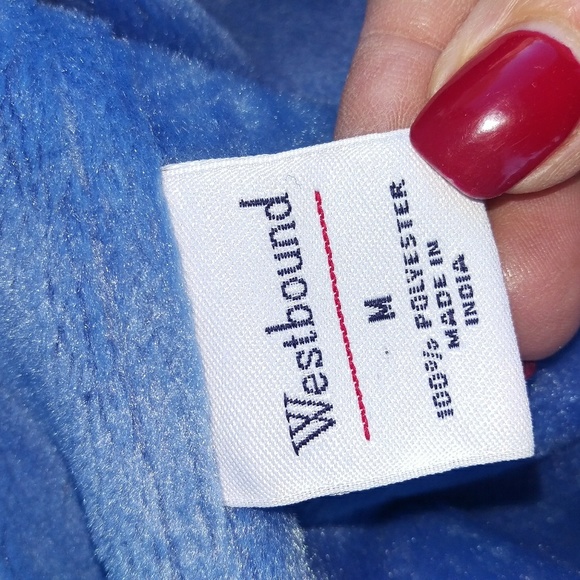 Westbound
M
100% POLYESTER
MADE IN
INDIA